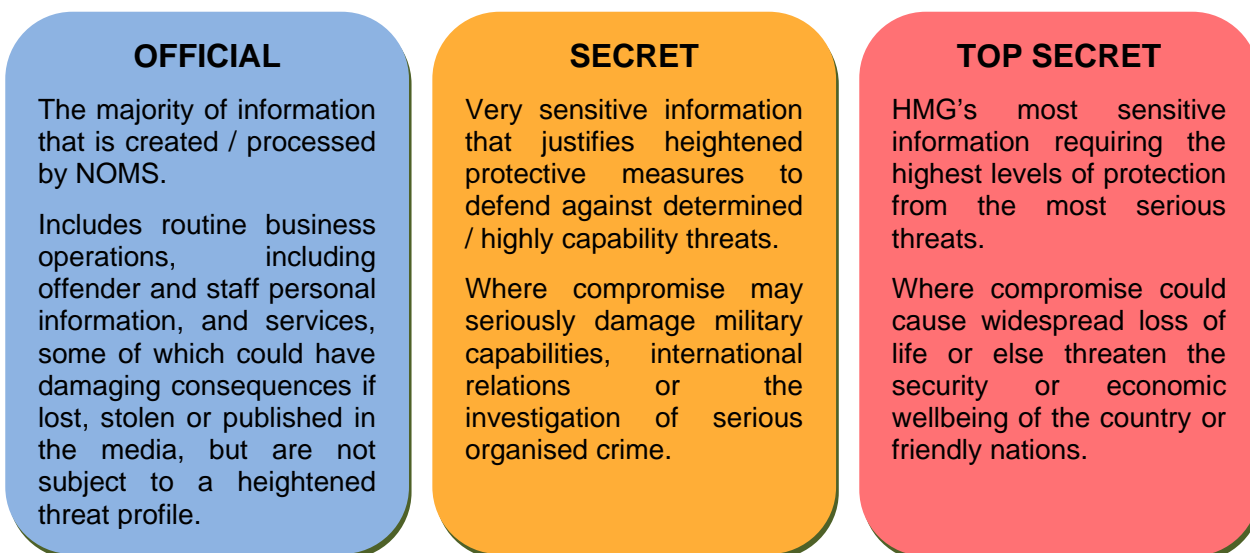 OFFICIAL
The majority of information
that is created / processed
by NOMS.
Includes routine business
operations, including
offender and staff personal
information, and services,
some of which could have
damaging consequences if
lost, stolen or published in
the media, but are not
subject to a heightened
threat profile.
SECRET
Very sensitive information
that justifies heightened
protective measures to
defend against determined
/ highly capability threats.
Where compromise may
seriously damage military
capabilities, international
relations or the
investigation of serious
organised crime.
TOP SECRET
HMG's most sensitive
information requiring the
highest levels of protection
from the most serious
threats.
Where compromise could
cause widespread loss of
life or else threaten the
security or economic
wellbeing of the country or
friendly nations.